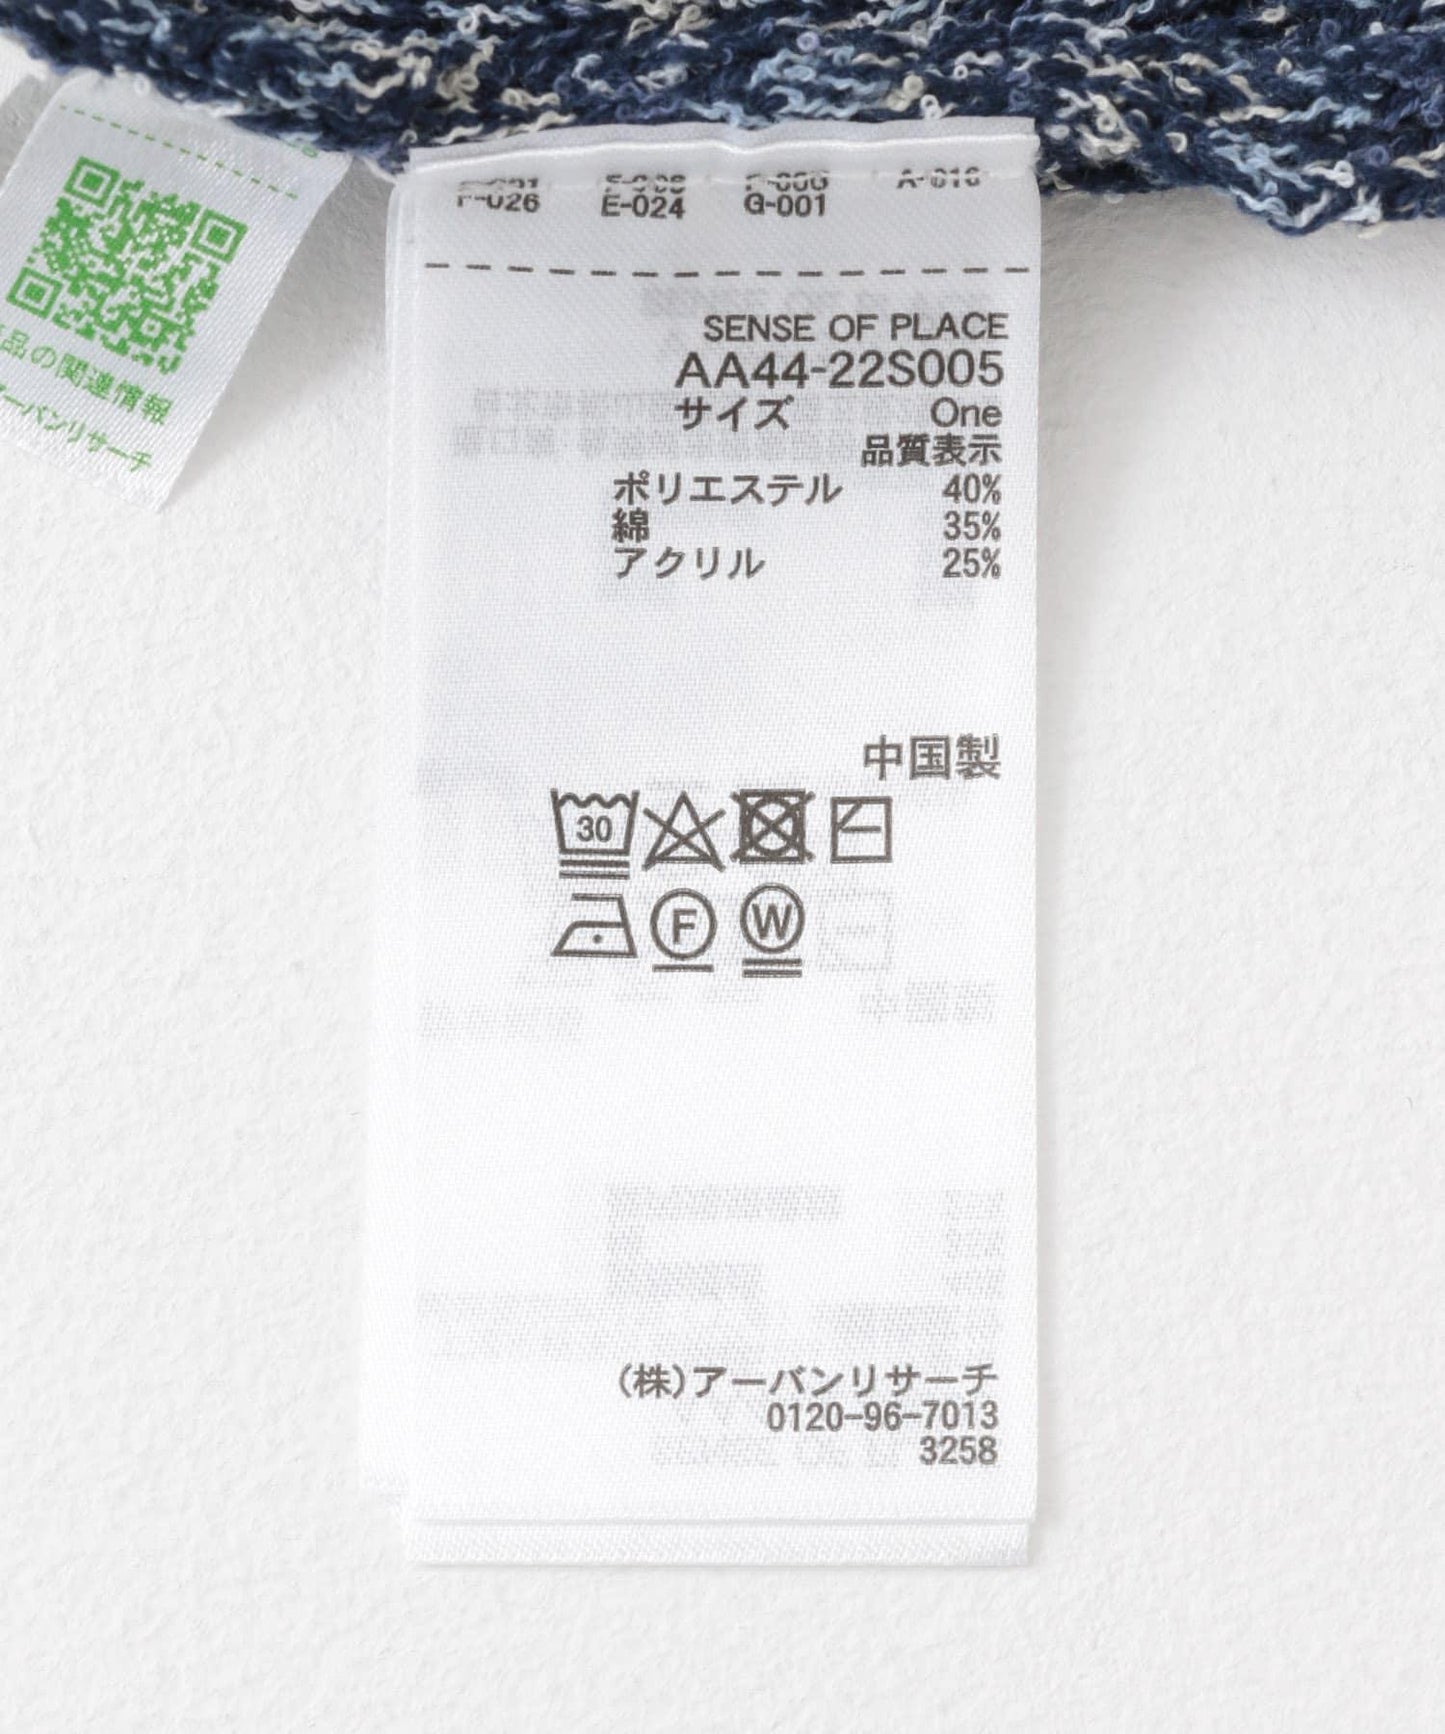 F-026 E-024 G-001 A-016
SENSE OF PLACE
AA44-22S005
サイズ One
品質表示
ポリエステル 40%
綿 35%
アクリル 25%
中国製
30
F W
(株)アーバンリサーチ
0120-96-7013
3258
品の関連情報
アーバンリサーチ